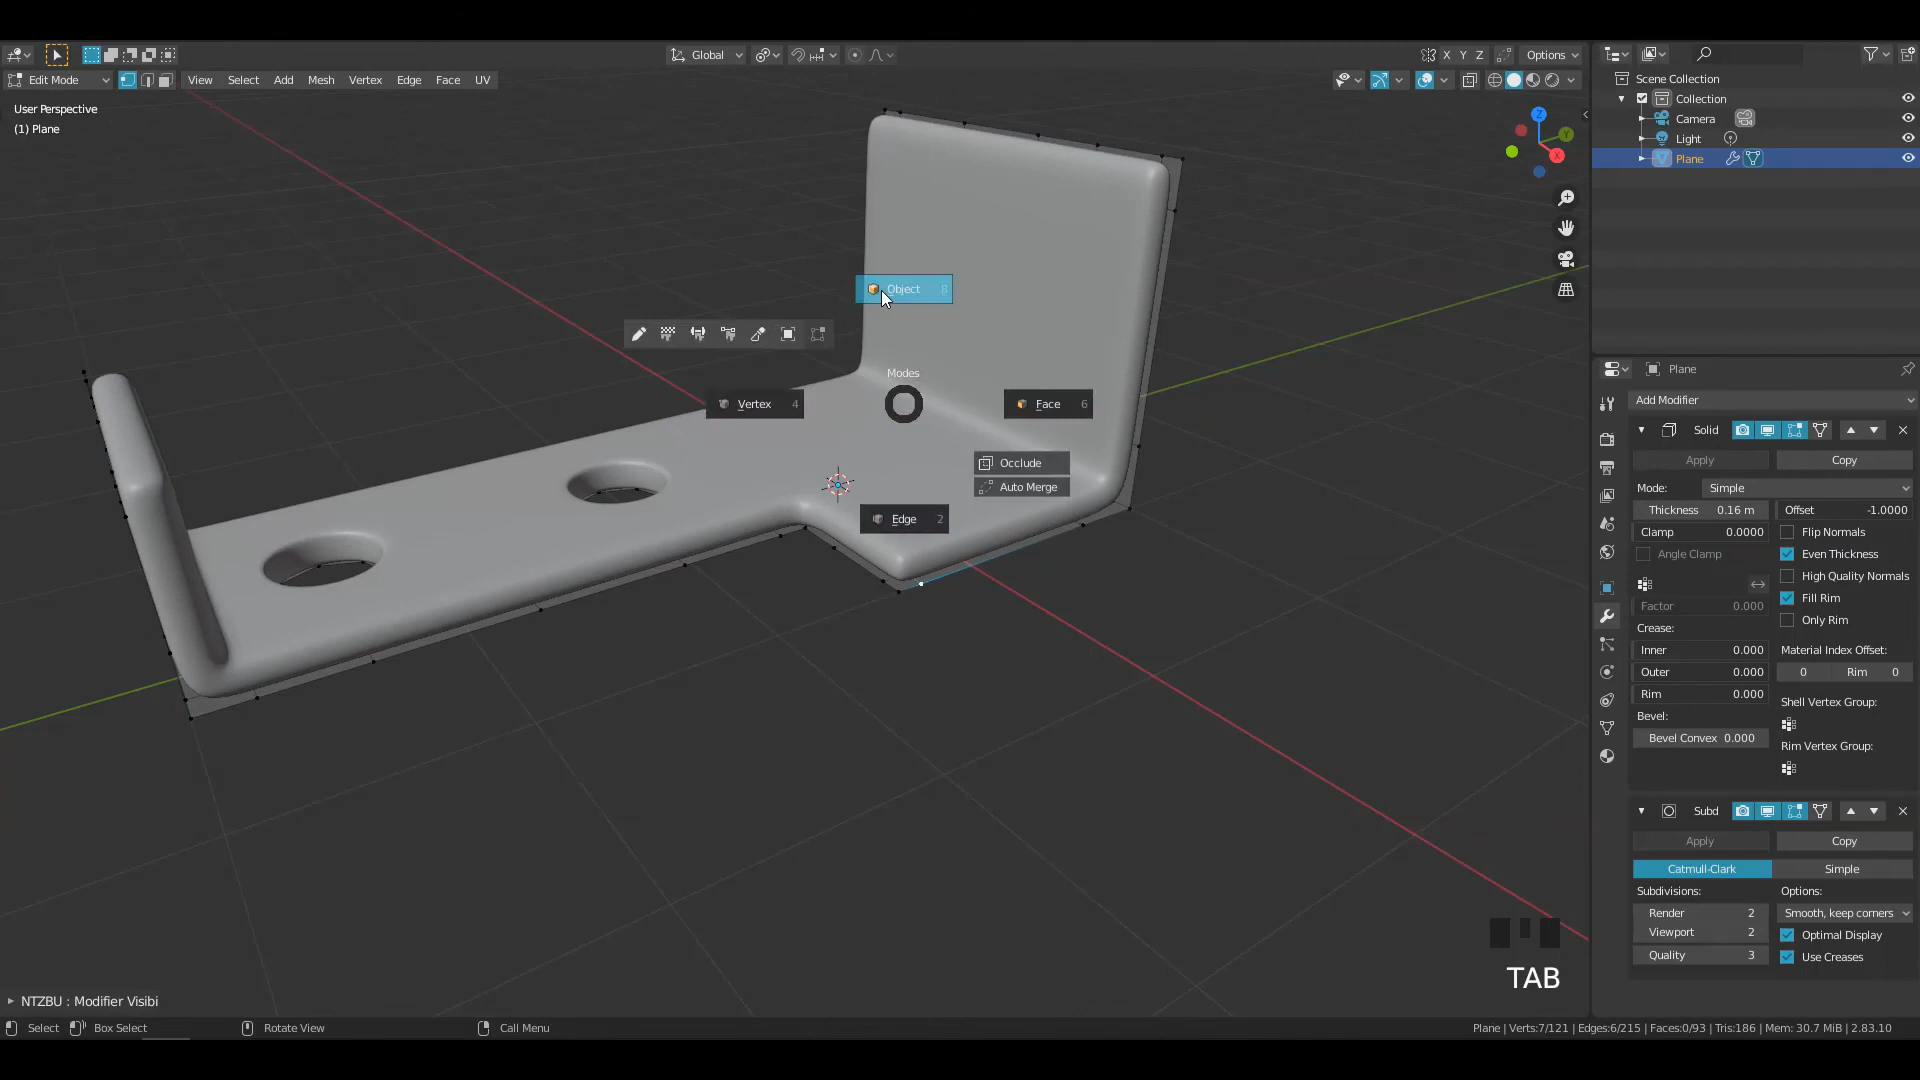 Global
X Y Z
Options
Edit Mode
View
Select
Add
Mesh
Vertex
Edge
Face
UV
User Perspective
(1) Plane
Object 8
Modes
Vertex 4
Face 6
Occlude
Auto Merge
Edge 2
Z
Y
X
TAB
NTZBU : Modifier Visibi
Select
Box Select
Rotate View
Call Menu
Plane | Verts:7/121 | Edges:6/215 | Faces:0/93 | Tris:186 | Mem: 30.7 MiB | 2.83.10
Scene Collection
Collection
Camera
Light
Plane
Plane
Add Modifier
Solid
Apply
Copy
Mode:
Simple
Thickness 0.16 m
Offset -1.0000
Clamp 0.0000
Flip Normals
Angle Clamp
Even Thickness
High Quality Normals
Factor 0.000
Fill Rim
Crease:
Only Rim
Inner 0.000
Material Index Offset:
Outer 0.000
0
Rim 0
Rim 0.000
Shell Vertex Group:
Bevel:
Bevel Convex 0.000
Rim Vertex Group:
Subd
Apply
Copy
Catmull-Clark
Simple
Subdivisions:
Options:
Render 2
Smooth, keep corners
Viewport 2
Optimal Display
Quality 3
Use Creases